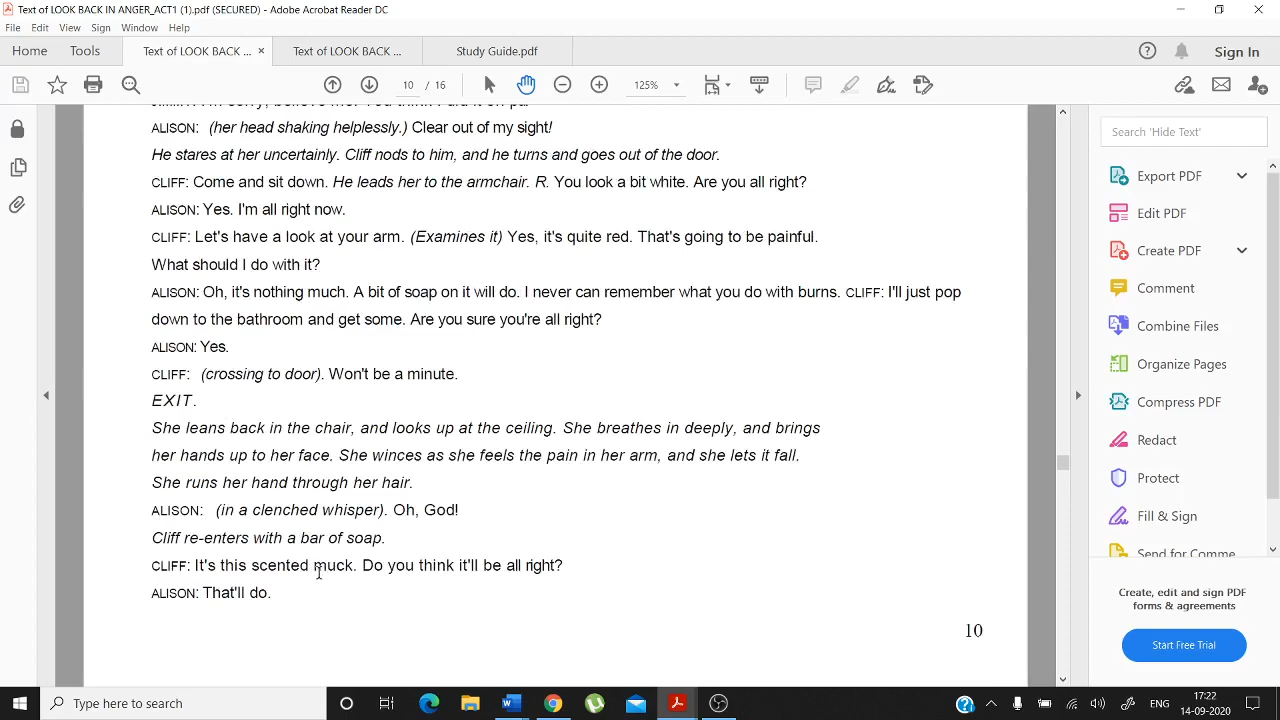 Text of LOOK BACK IN ANGER_ACT1 (1).pdf (SECURED) - Adobe Acrobat Reader DC
File Edit View Sign Window Help
Home Tools Text of LOOK BACK ... × Text of LOOK BACK ... Study Guide.pdf Sign In
10 / 16 125%
ALISON: (her head shaking helplessly.) Clear out of my sight!
He stares at her uncertainly. Cliff nods to him, and he turns and goes out of the door.
CLIFF: Come and sit down. He leads her to the armchair. R. You look a bit white. Are you all right?
ALISON: Yes. I'm all right now.
CLIFF: Let's have a look at your arm. (Examines it) Yes, it's quite red. That's going to be painful.
What should I do with it?
ALISON: Oh, it's nothing much. A bit of soap on it will do. I never can remember what you do with burns. CLIFF: I'll just pop
down to the bathroom and get some. Are you sure you're all right?
ALISON: Yes.
CLIFF: (crossing to door). Won't be a minute.
EXIT.
She leans back in the chair, and looks up at the ceiling. She breathes in deeply, and brings
her hands up to her face. She winces as she feels the pain in her arm, and she lets it fall.
She runs her hand through her hair.
ALISON: (in a clenched whisper). Oh, God!
Cliff re-enters with a bar of soap.
CLIFF: It's this scented muck. Do you think it'll be all right?
ALISON: That'll do.
10
Search 'Hide Text'
Export PDF
Edit PDF
Create PDF
Comment
Combine Files
Organize Pages
Compress PDF
Redact
Protect
Fill & Sign
Send for Comme
Create, edit and sign PDF
forms & agreements
Start Free Trial
Type here to search
ENG
17:22
14-09-2020